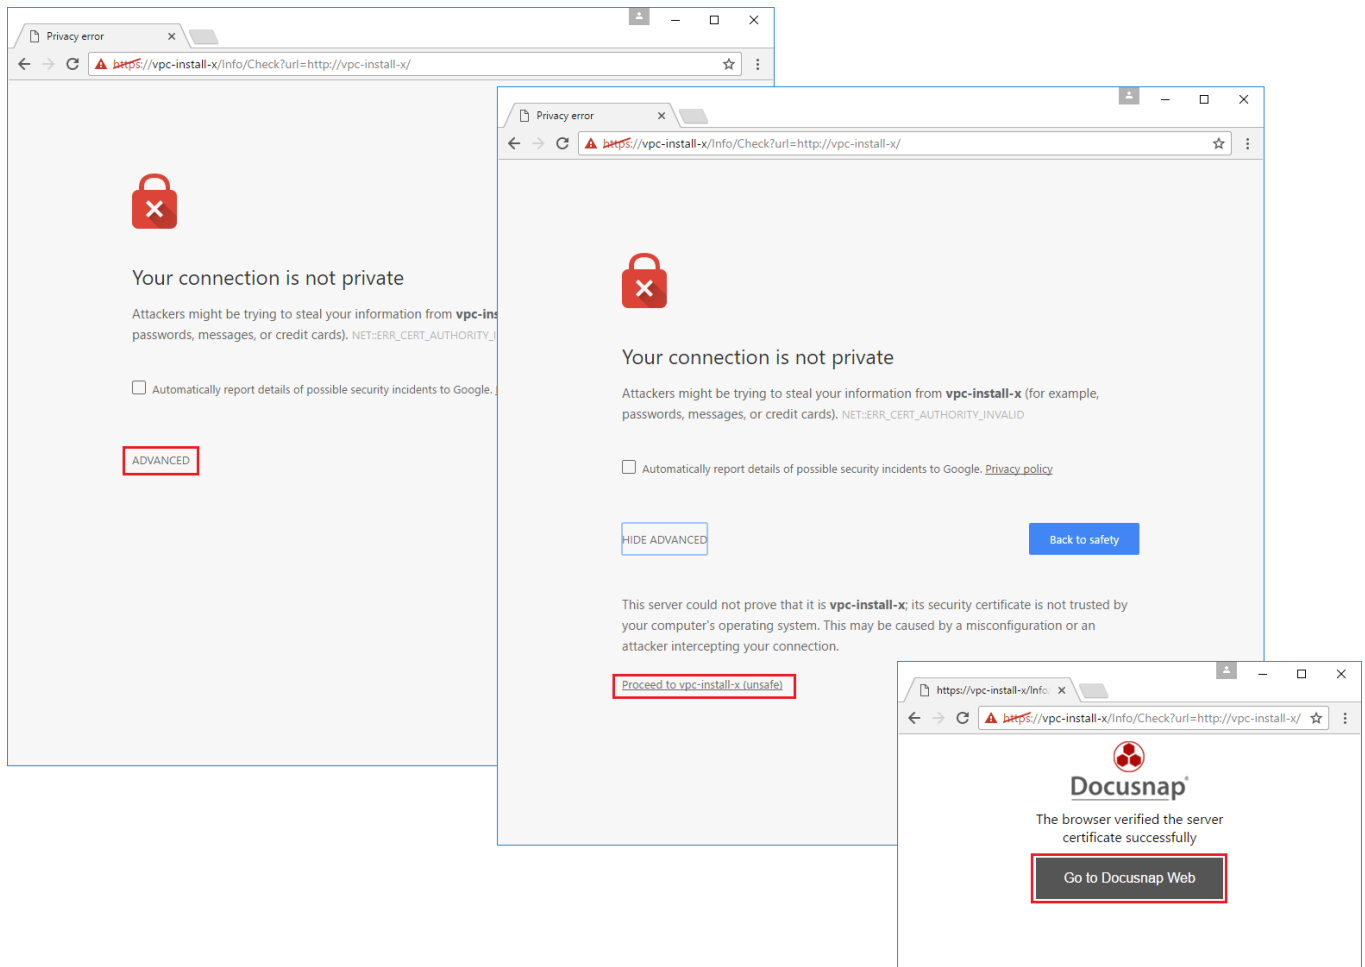 Privacy error
https://vpc-install-x/Info/Check?url=http://vpc-install-x/
Your connection is not private
Attackers might be trying to steal your information from vpc-ins
passwords, messages, or credit cards). NET::ERR_CERT_AUTHORITY_I
Automatically report details of possible security incidents to Google.
ADVANCED
Privacy error
https://vpc-install-x/Info/Check?url=http://vpc-install-x/
Your connection is not private
Attackers might be trying to steal your information from vpc-install-x (for example,
passwords, messages, or credit cards). NET::ERR_CERT_AUTHORITY_INVALID
Automatically report details of possible security incidents to Google. Privacy policy
HIDE ADVANCED
Back to safety
This server could not prove that it is vpc-install-x; its security certificate is not trusted by
your computer's operating system. This may be caused by a misconfiguration or an
attacker intercepting your connection.
Proceed to vpc-install-x (unsafe)
https://vpc-install-x/Info
https://vpc-install-x/Info/Check?url=http://vpc-install-x/
Docusnap®
The browser verified the server
certificate successfully
Go to Docusnap Web